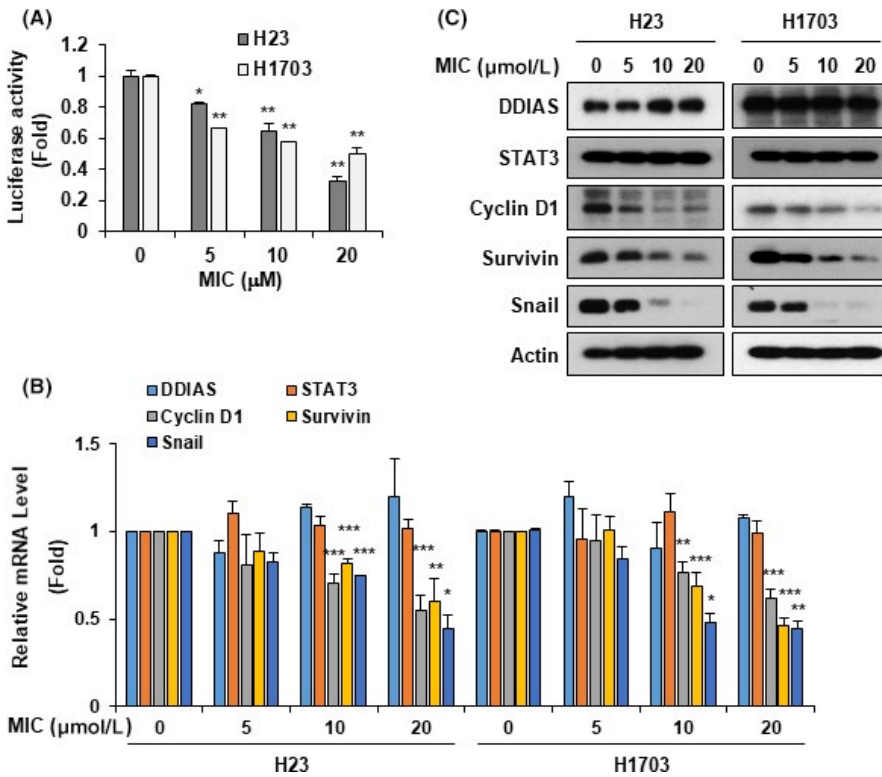 (A)
H23
H1703
Luciferase activity
(Fold)
1.2
1
0.8
0.6
0.4
0.2
0
* ** ** ** ** **
0 5 10 20
MIC (µM)
(C)
H23 H1703
MIC (µmol/L) 0 5 10 20 0 5 10 20
DDIAS
STAT3
Cyclin D1
Survivin
Snail
Actin
(B)
DDIAS STAT3
Cyclin D1 Survivin
Snail
Relative mRNA Level
(Fold)
1.5
1
0.5
0
*** *** *** *** ** * ** *** * *** *** **
MIC (µmol/L) 0 5 10 20 0 5 10 20
H23 H1703